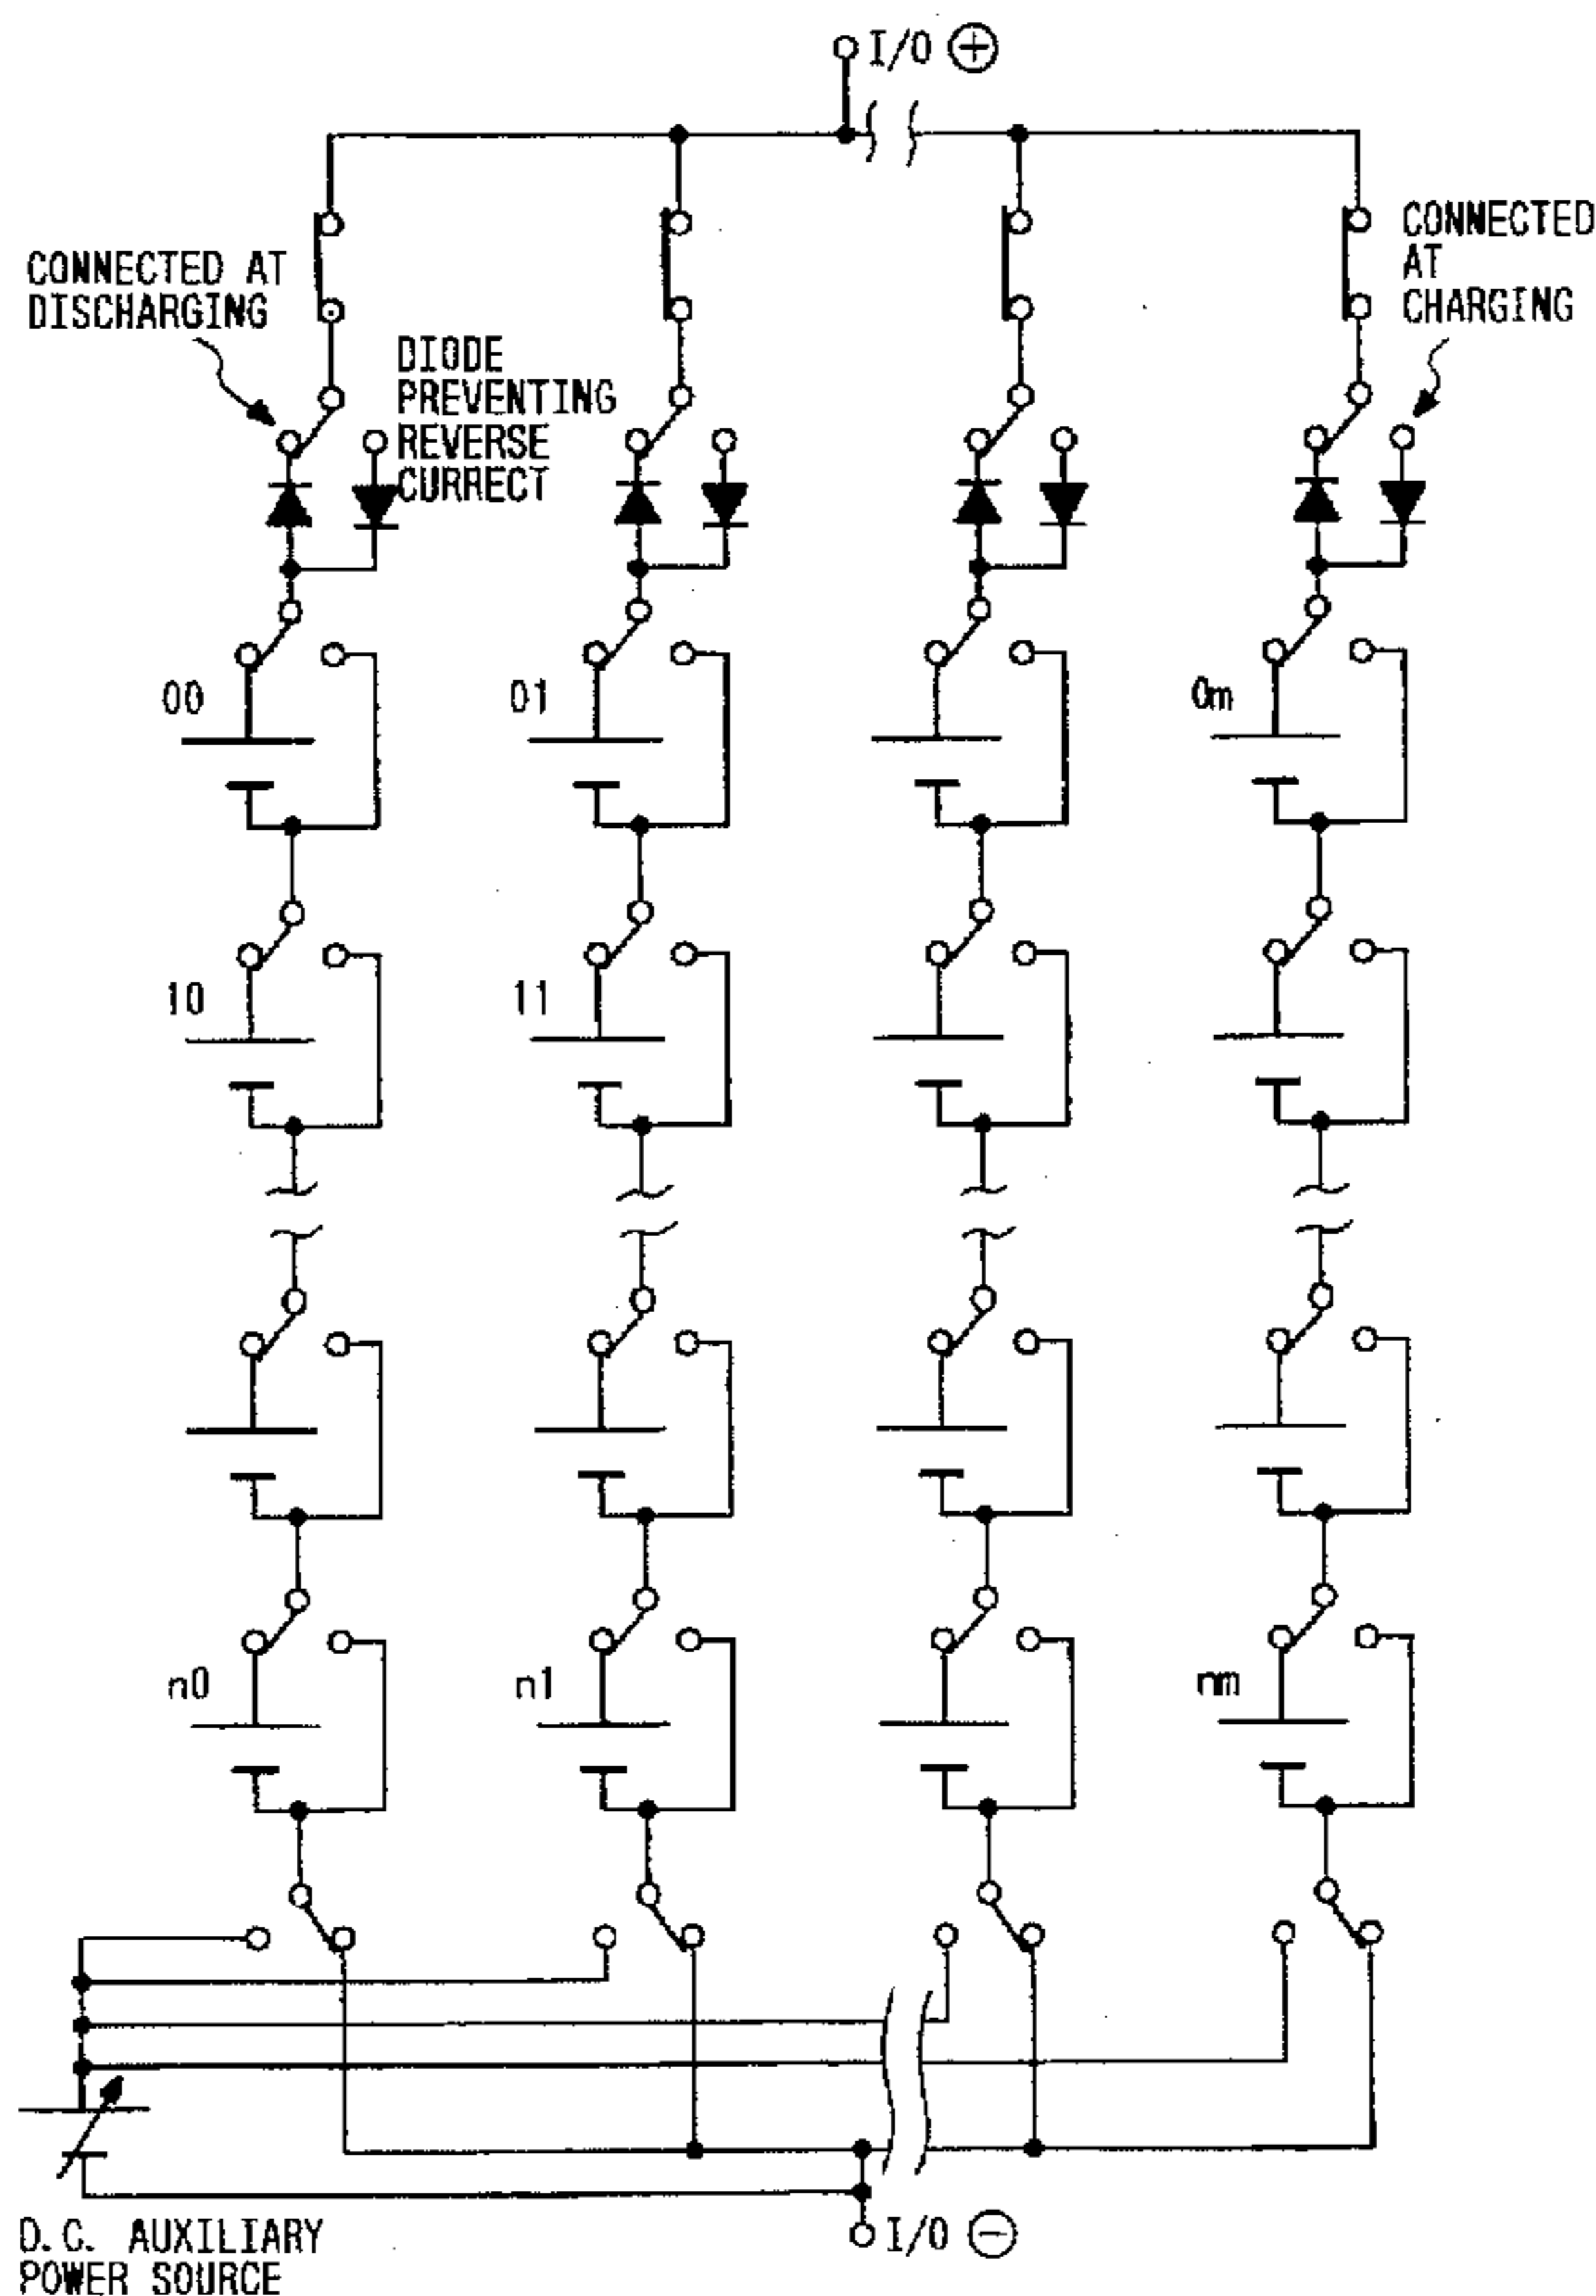 I/O ⊕
CONNECTED AT
DISCHARGING
CONNECTED
AT
CHARGING
DIODE
PREVENTING
REVERSE
CURRECT
00
01
0m
10
11
n0
n1
nm
D.C. AUXILIARY
POWER SOURCE
I/O ⊖